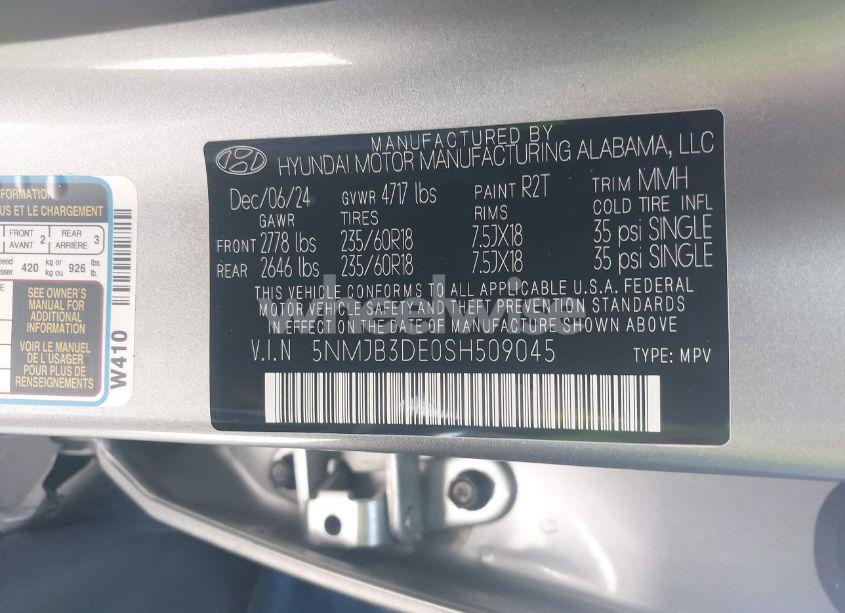 MANUFACTURED BY
HYUNDAI MOTOR MANUFACTURING ALABAMA, LLC
Dec/06/24 GVWR 4717 lbs PAINT R2T TRIM MMH
GAWR TIRES RIMS COLD TIRE INFL
FRONT 2778 lbs 235/60R18 7.5JX18 35 psi SINGLE
REAR 2646 lbs 235/60R18 7.5JX18 35 psi SINGLE
THIS VEHICLE CONFORMS TO ALL APPLICABLE U.S.A. FEDERAL
MOTOR VEHICLE SAFETY AND THEFT PREVENTION STANDARDS
IN EFFECT ON THE DATE OF MANUFACTURE SHOWN ABOVE
V.I.N 5NMJB3DE0SH509045 TYPE: MPV
wheelwise
US ET LE CHARGEMENT
FRONT 2 REAR 3
AVANT ARRIÈRE
420 kg or 926 lbs.
kg ou lb.
SEE OWNER'S
MANUAL FOR
ADDITIONAL
INFORMATION
VOIR LE MANUEL
DE L'USAGER
POUR PLUS DE
RENSEIGNEMENTS
W410